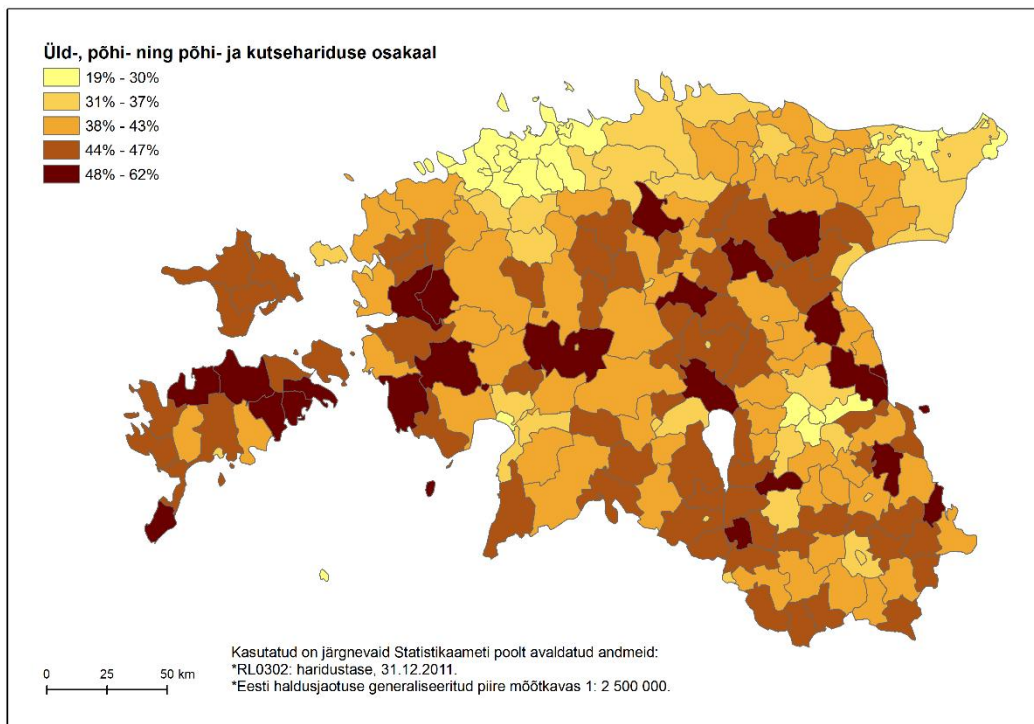 Üld-, põhi- ning põhi- ja kutsehariduse osakaal
19% - 30%
31% - 37%
38% - 43%
44% - 47%
48% - 62%
Kasutatud on järgnevaid Statistikaameti poolt avaldatud andmeid:
*RL0302: haridustase, 31.12.2011.
*Eesti haldusjaotuse generaliseeritud piire mõõtkavas 1: 2 500 000.
0 25 50 km